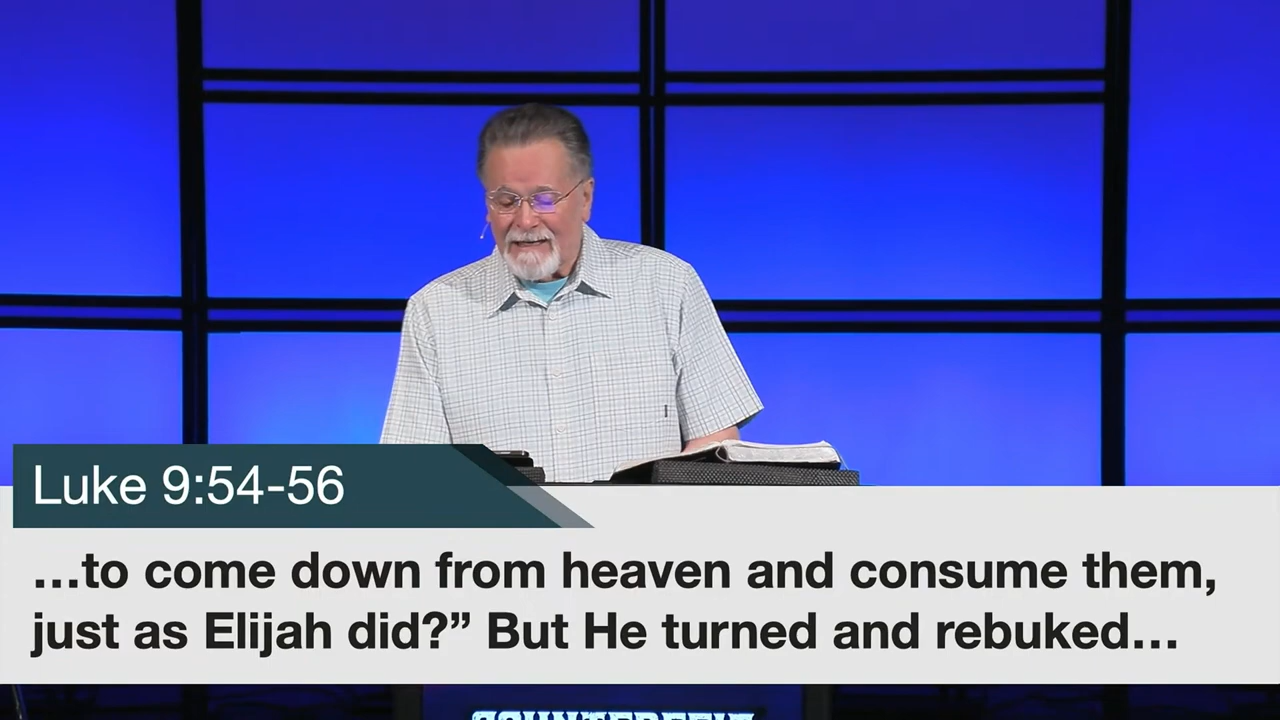 Luke 9:54-56
…to come down from heaven and consume them,
just as Elijah did?” But He turned and rebuked…
COUNTERFEIT